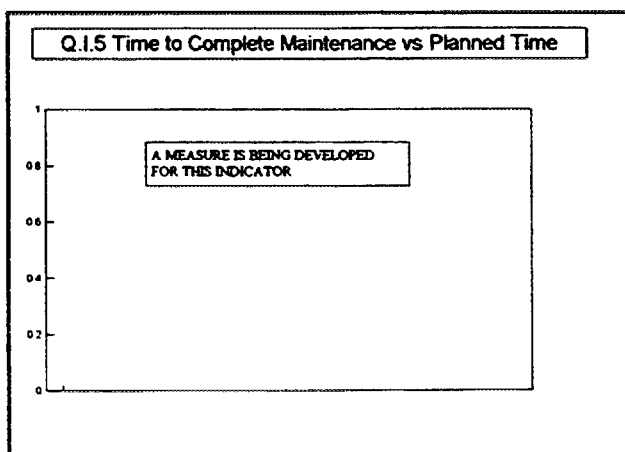 Q.I.5 Time to Complete Maintenance vs Planned Time
1
A MEASURE IS BEING DEVELOPED
FOR THIS INDICATOR
0.8
0.6
0.4
0.2
0